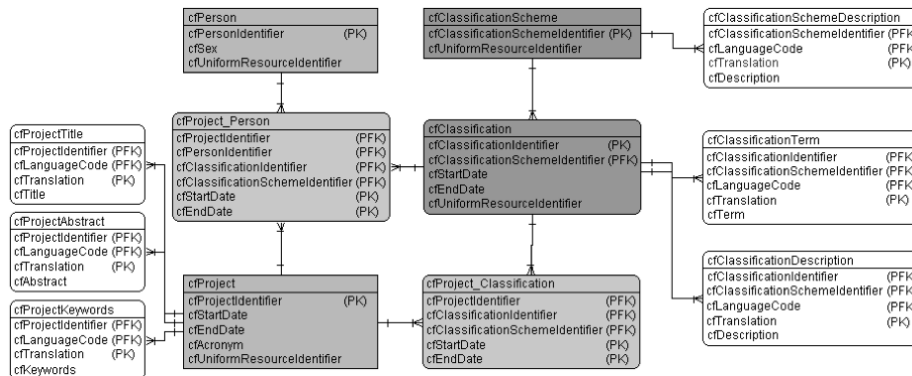 cfPerson
cfPersonIdentifier (PK)
cfSex
cfUniformResourceIdentifier
cfClassificationScheme
cfClassificationSchemeIdentifier (PK)
cfUniformResourceIdentifier
cfClassificationSchemeDescription
cfClassificationSchemeIdentifier (PFK)
cfLanguageCode (PFK)
cfTranslation (PK)
cfDescription
cfProjectTitle
cfProjectIdentifier (PFK)
cfLanguageCode (PFK)
cfTranslation (PK)
cfTitle
cfProject_Person
cfProjectIdentifier (PFK)
cfPersonIdentifier (PFK)
cfClassificationIdentifier (PFK)
cfClassificationSchemeIdentifier (PFK)
cfStartDate (PK)
cfEndDate (PK)
cfClassification
cfClassificationIdentifier (PK)
cfClassificationSchemeIdentifier (PFK)
cfStartDate
cfEndDate
cfUniformResourceIdentifier
cfClassificationTerm
cfClassificationIdentifier (PFK)
cfClassificationSchemeIdentifier (PFK)
cfLanguageCode (PFK)
cfTranslation (PK)
cfTerm
cfProjectAbstract
cfProjectIdentifier (PFK)
cfLanguageCode (PFK)
cfTranslation (PK)
cfAbstract
cfProject
cfProjectIdentifier (PK)
cfStartDate
cfEndDate
cfAcronym
cfUniformResourceIdentifier
cfProject_Classification
cfProjectIdentifier (PFK)
cfClassificationIdentifier (PFK)
cfClassificationSchemeIdentifier (PFK)
cfStartDate (PK)
cfEndDate (PK)
cfClassificationDescription
cfClassificationIdentifier (PFK)
cfClassificationSchemeIdentifier (PFK)
cfLanguageCode (PFK)
cfTranslation (PK)
cfDescription
cfProjectKeywords
cfProjectIdentifier (PFK)
cfLanguageCode (PFK)
cfTranslation (PK)
cfKeywords